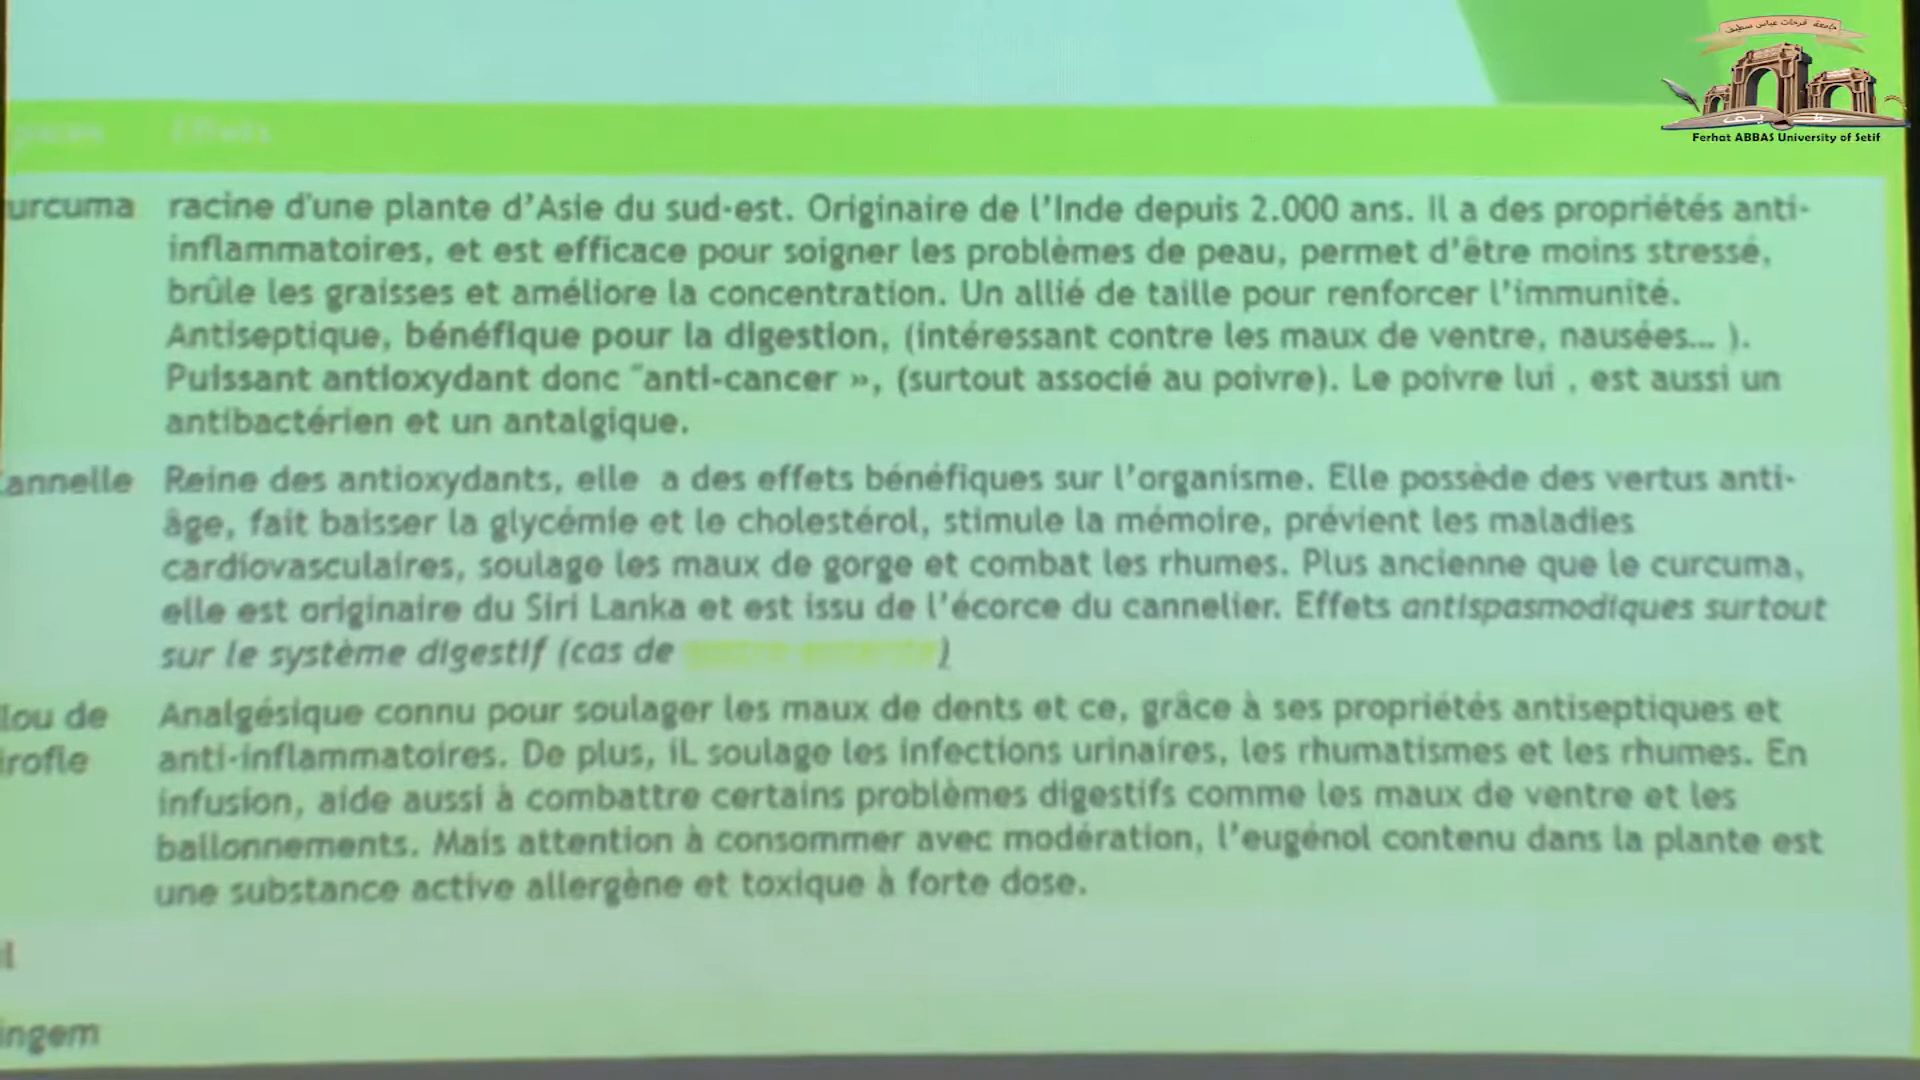 جامعة فرحات عباس سطيف
Ferhat ABBAS University of Setif
Effets
urcuma racine d'une plante d'Asie du sud-est. Originaire de l'Inde depuis 2.000 ans. Il a des propriétés anti-
inflammatoires, et est efficace pour soigner les problèmes de peau, permet d'être moins stressé,
brûle les graisses et améliore la concentration. Un allié de taille pour renforcer l'immunité.
Antiseptique, bénéfique pour la digestion, (intéressant contre les maux de ventre, nausées... ).
Puissant antioxydant donc "anti-cancer », (surtout associé au poivre). Le poivre lui , est aussi un
antibactérien et un antalgique.
annelle Reine des antioxydants, elle a des effets bénéfiques sur l'organisme. Elle possède des vertus anti-
âge, fait baisser la glycémie et le cholestérol, stimule la mémoire, prévient les maladies
cardiovasculaires, soulage les maux de gorge et combat les rhumes. Plus ancienne que le curcuma,
elle est originaire du Siri Lanka et est issu de l'écorce du cannelier. Effets antispasmodiques surtout
sur le système digestif (cas de )
lou de Analgésique connu pour soulager les maux de dents et ce, grâce à ses propriétés antiseptiques et
irofle anti-inflammatoires. De plus, iL soulage les infections urinaires, les rhumatismes et les rhumes. En
infusion, aide aussi à combattre certains problèmes digestifs comme les maux de ventre et les
ballonnements. Mais attention à consommer avec modération, l'eugénol contenu dans la plante est
une substance active allergène et toxique à forte dose.
ingem